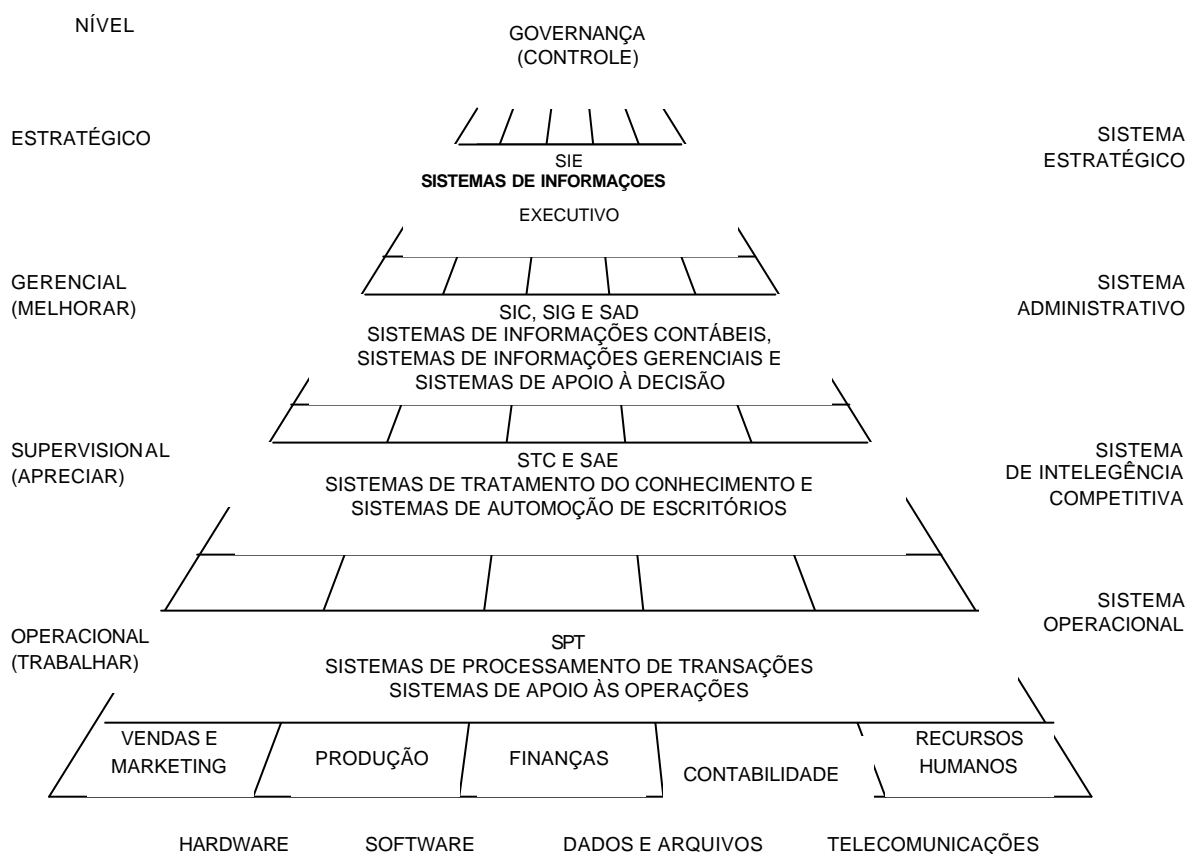 NÍVEL
GOVERNANÇA
(CONTROLE)
ESTRATÉGICO
SIE
SISTEMAS DE INFORMAÇOES
EXECUTIVO
SISTEMA
ESTRATÉGICO
GERENCIAL
(MELHORAR)
SIC, SIG E SAD
SISTEMAS DE INFORMAÇÕES CONTÁBEIS,
SISTEMAS DE INFORMAÇÕES GERENCIAIS E
SISTEMAS DE APOIO À DECISÃO
SISTEMA
ADMINISTRATIVO
SUPERVISIONAL
(APRECIAR)
STC E SAE
SISTEMAS DE TRATAMENTO DO CONHECIMENTO E
SISTEMAS DE AUTOMOÇÃO DE ESCRITÓRIOS
SISTEMA
DE INTELEGÊNCIA
COMPETITIVA
OPERACIONAL
(TRABALHAR)
SPT
SISTEMAS DE PROCESSAMENTO DE TRANSAÇÕES
SISTEMAS DE APOIO ÀS OPERAÇÕES
SISTEMA
OPERACIONAL
VENDAS E
MARKETING
PRODUÇÃO
FINANÇAS
CONTABILIDADE
RECURSOS
HUMANOS
HARDWARE SOFTWARE DADOS E ARQUIVOS TELECOMUNICAÇÕES